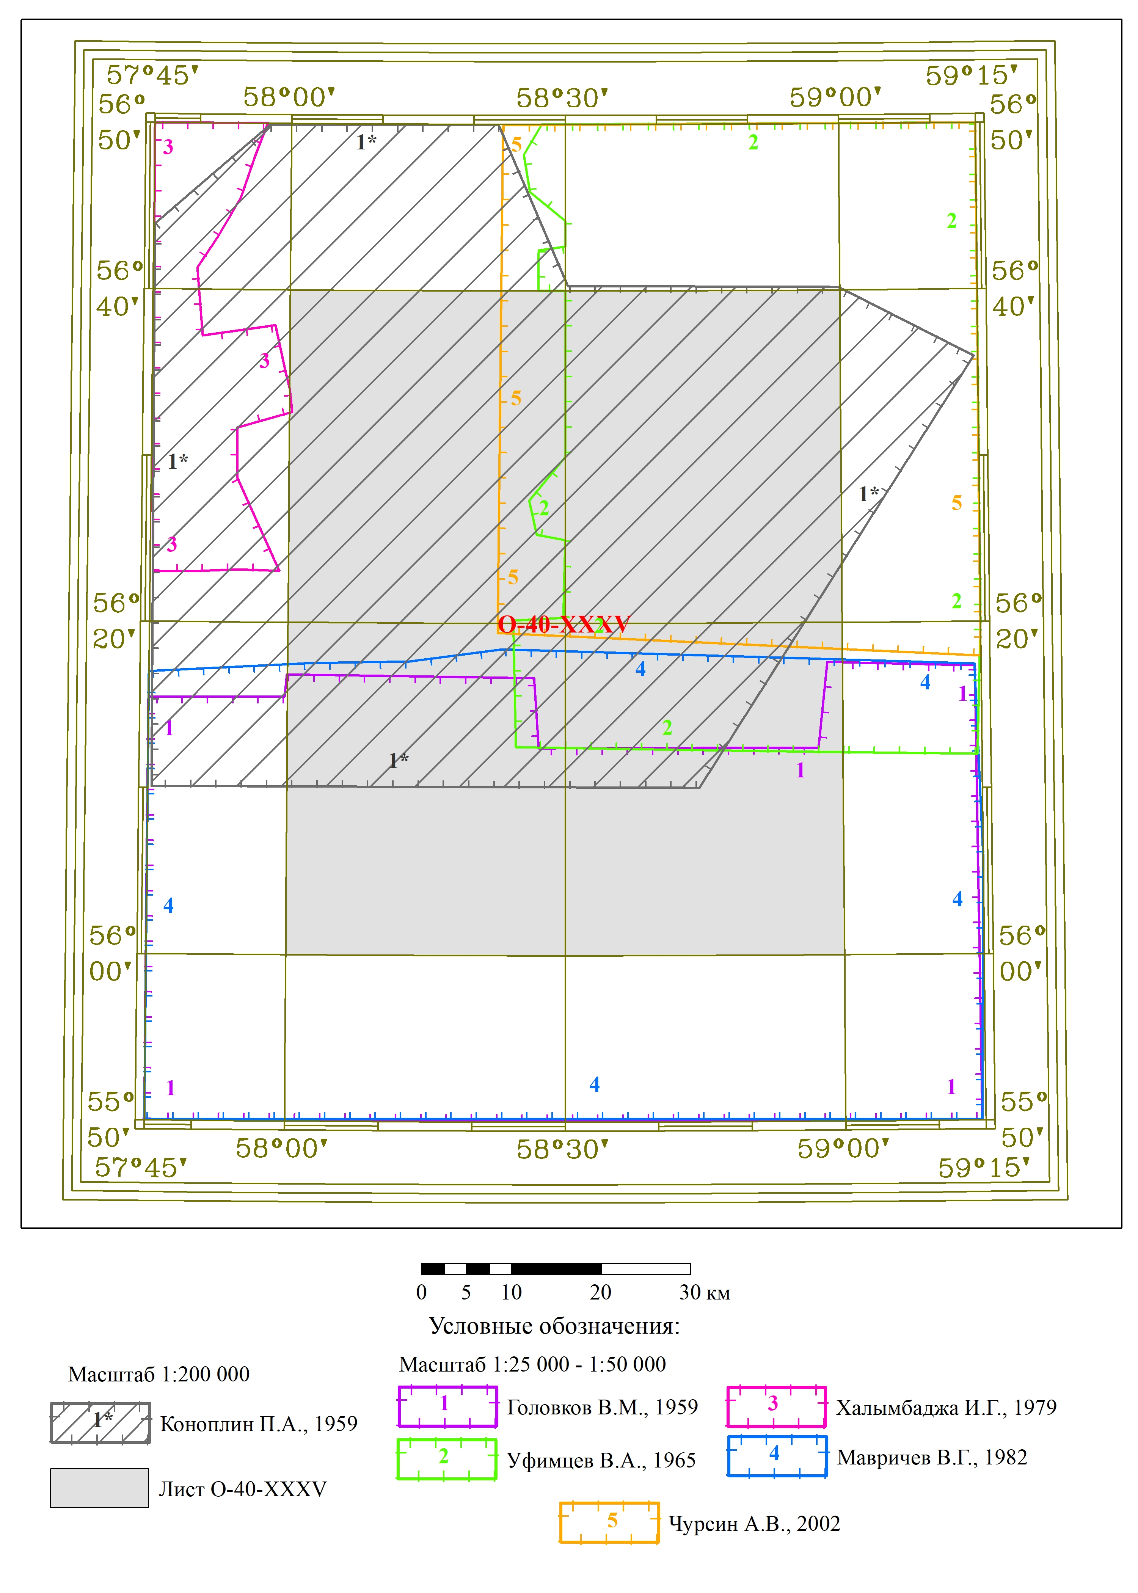 57°45' 59°15'
58°00' 58°30' 59°00'
56° 56°
50' 50'
1* 5 2
3
2
56° 56°
40' 40'
3
5
1*
1*
5
2
3
5
2
56° 56°
20' 20'
O-40-XXXV
2
4
4
1
1
2
1*
1
4
4
56° 56°
00' 00'
4
1 1
55° 55°
50' 50'
58°00' 58°30' 59°00'
57°45' 59°15'
0 5 10 20 30 км
Условные обозначения:
Масштаб 1:200 000
1* Коноплин П.А., 1959
Лист O-40-XXXV
Масштаб 1:25 000 - 1:50 000
1 Головков В.М., 1959
2 Уфимцев В.А., 1965
3 Халымбаджа И.Г., 1979
4 Мавричев В.Г., 1982
5 Чурсин А.В., 2002